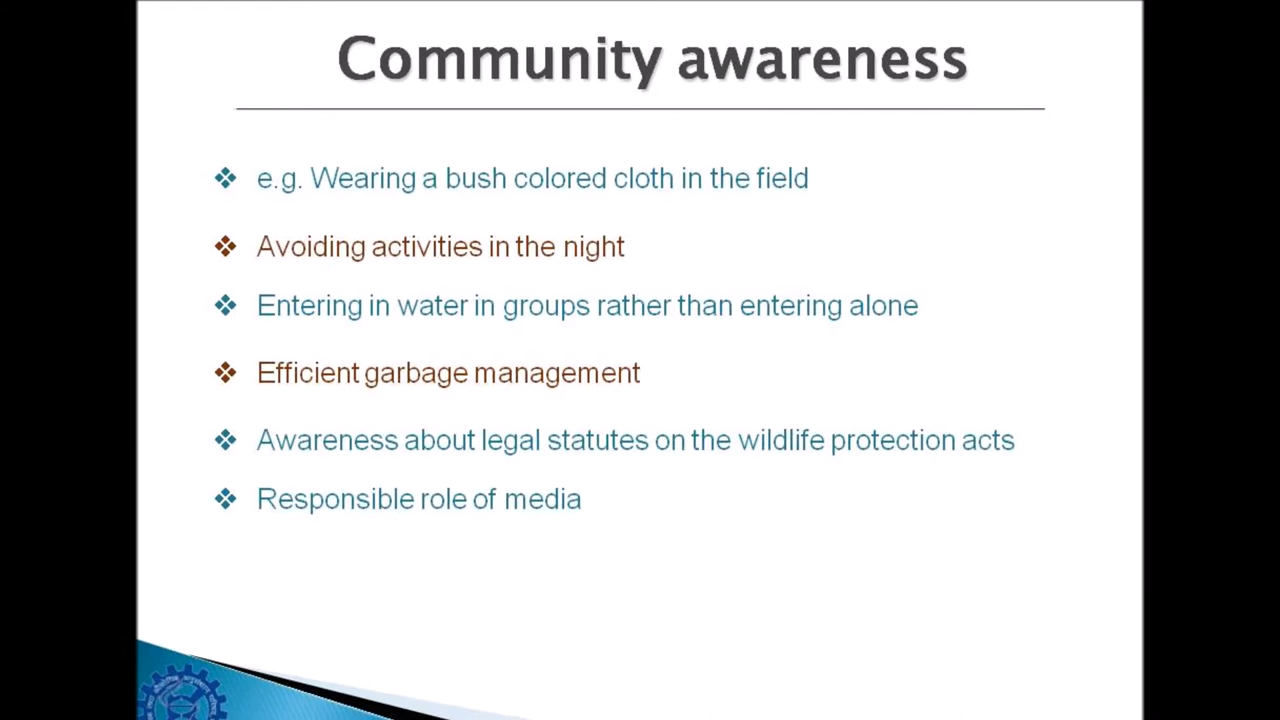 Community awareness
e.g. Wearing a bush colored cloth in the field
Avoiding activities in the night
Entering in water in groups rather than entering alone
Efficient garbage management
Awareness about legal statutes on the wildlife protection acts
Responsible role of media